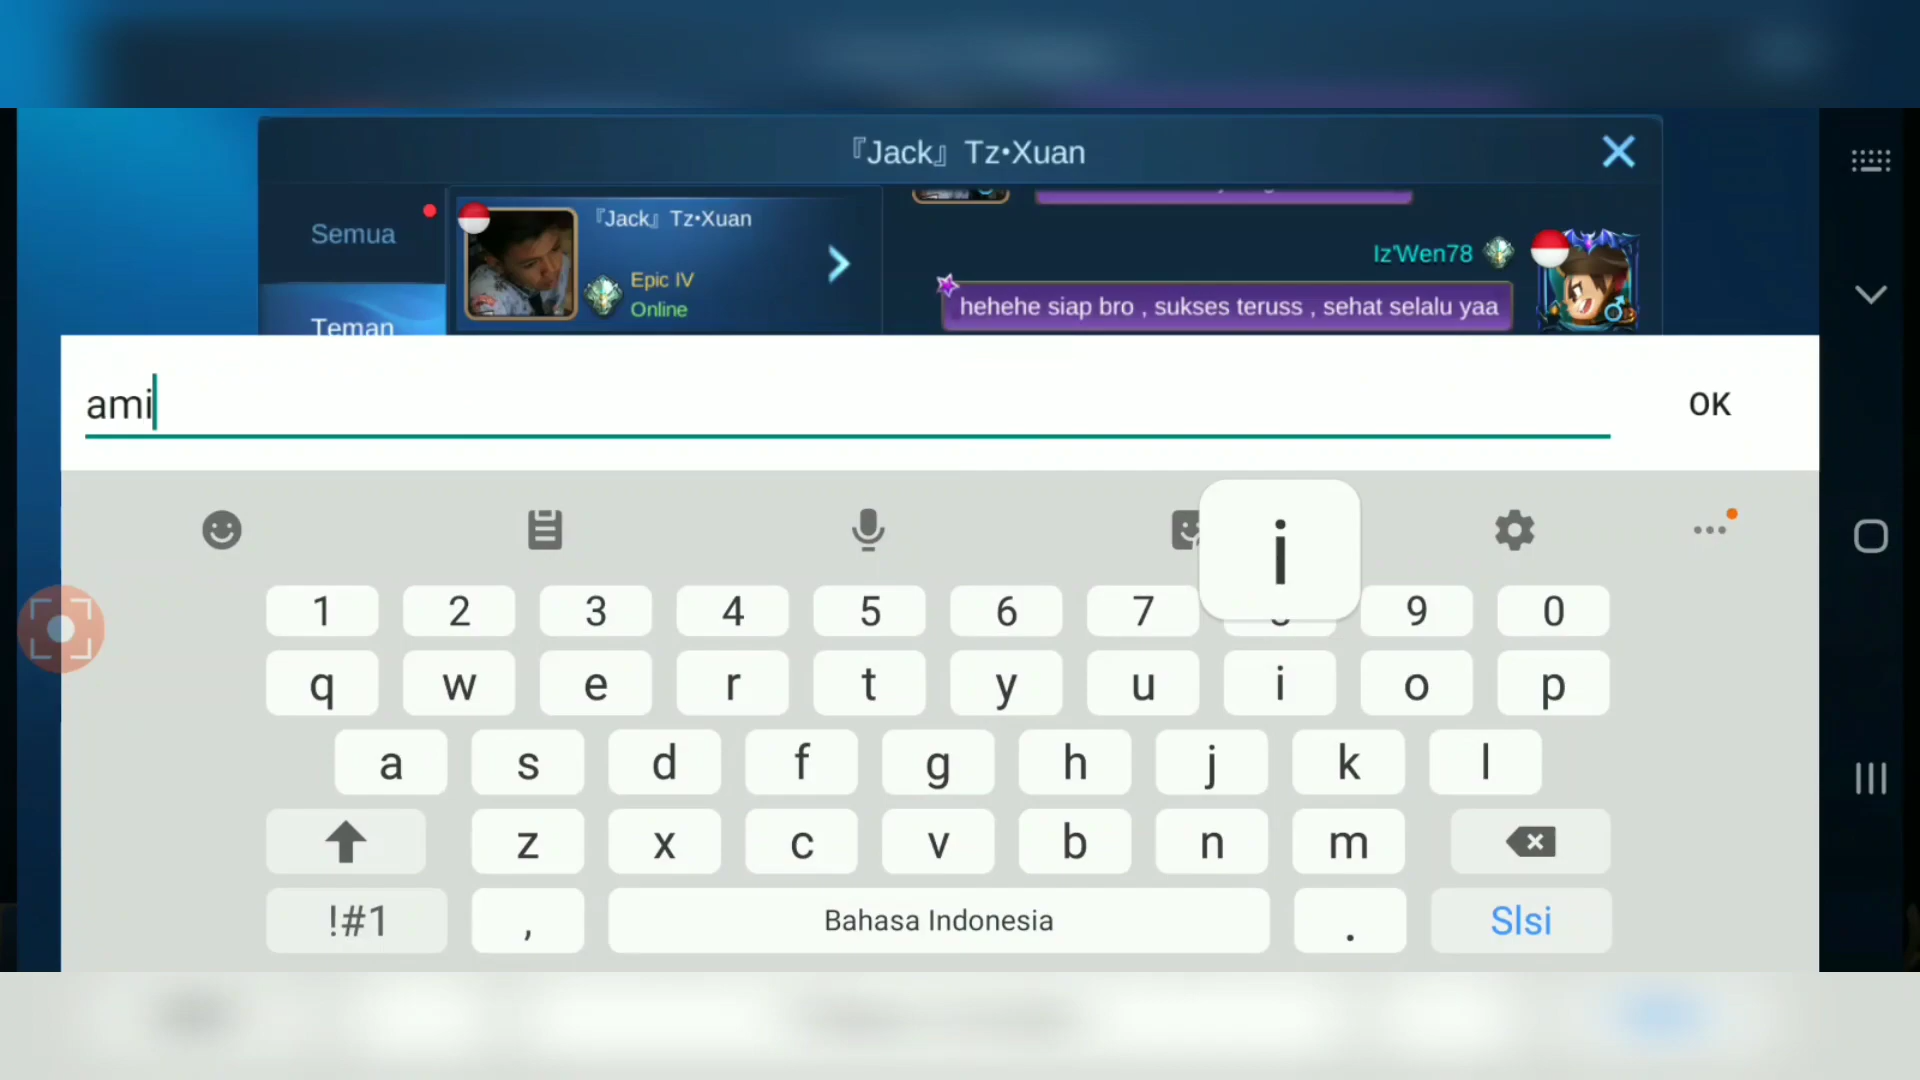 『Jack』 Tz•Xuan
Semua
『Jack』 Tz•Xuan
Epic IV
Online
Iz'Wen78
hehehe siap bro , sukses teruss , sehat selalu yaa
Teman
ami
OK
i
1 2 3 4 5 6 7 9 0
q w e r t y u i o p
a s d f g h j k l
z x c v b n m
!#1 , Bahasa Indonesia . Slsi